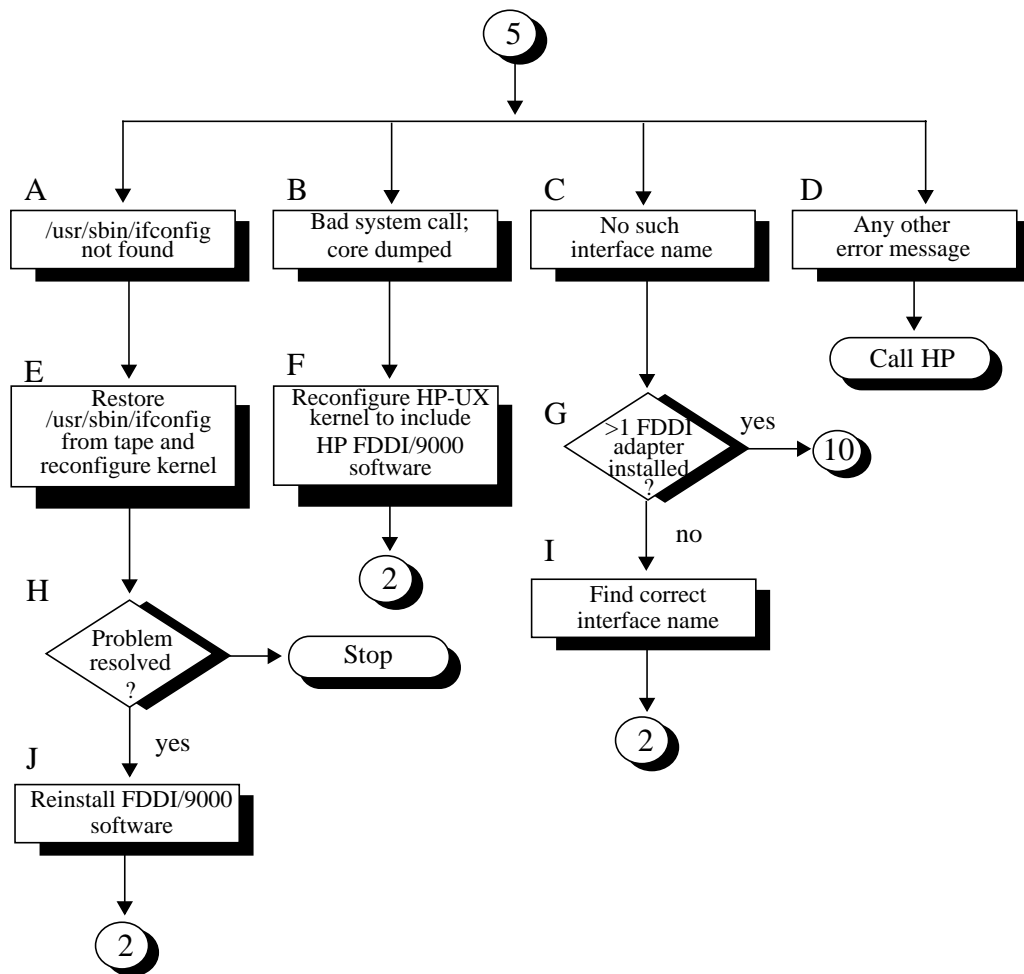 5
A
/usr/sbin/ifconfig
not found
B
Bad system call;
core dumped
C
No such
interface name
D
Any other
error message
Call HP
E
Restore
/usr/sbin/ifconfig
from tape and
reconfigure kernel
F
Reconfigure HP-UX
kernel to include
HP FDDI/9000
software
G
>1 FDDI
adapter
installed
?
yes
10
no
2
I
Find correct
interface name
H
Problem
resolved
?
Stop
yes
2
J
Reinstall FDDI/9000
software
2